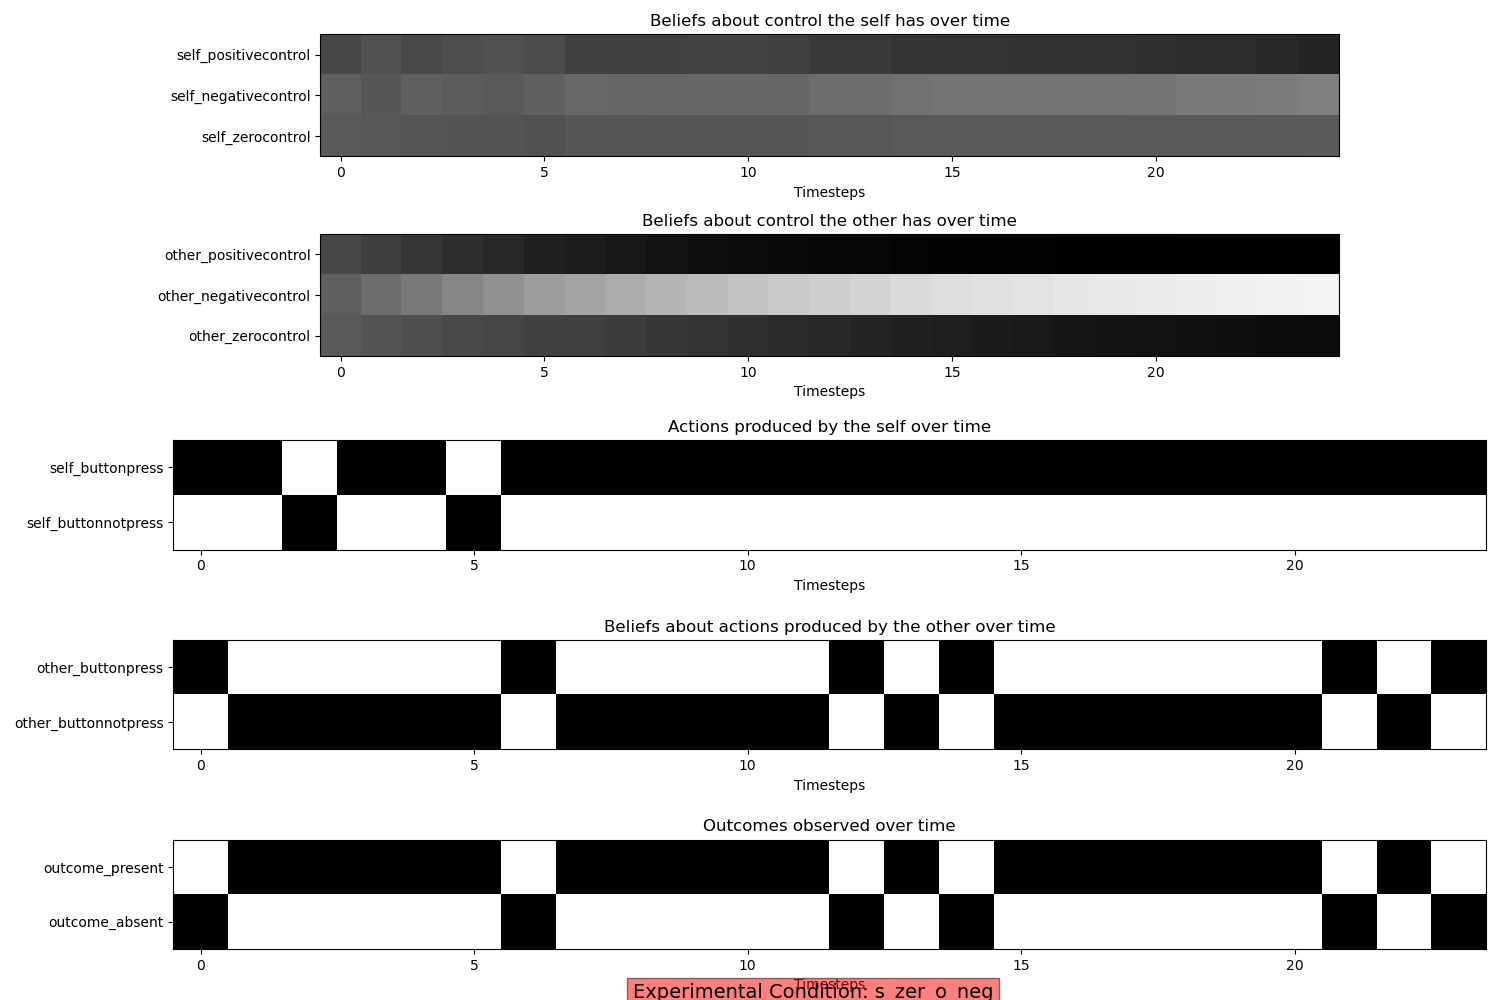 Beliefs about control the self has over time
self_positivecontrol
self_negativecontrol
self_zerocontrol
0 5 10 15 20
Timesteps
Beliefs about control the other has over time
other_positivecontrol
other_negativecontrol
other_zerocontrol
0 5 10 15 20
Timesteps
Actions produced by the self over time
self_buttonpress
self_buttonnotpress
0 5 10 15 20
Timesteps
Beliefs about actions produced by the other over time
other_buttonpress
other_buttonnotpress
0 5 10 15 20
Timesteps
Outcomes observed over time
outcome_present
outcome_absent
0 5 10 15 20
Timesteps
Experimental Condition: s_zer_o_neg